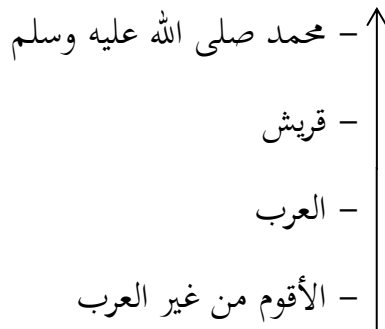 – محمد صلى الله عليه وسلم
– قريش
– العرب
– الأقوم من غير العرب